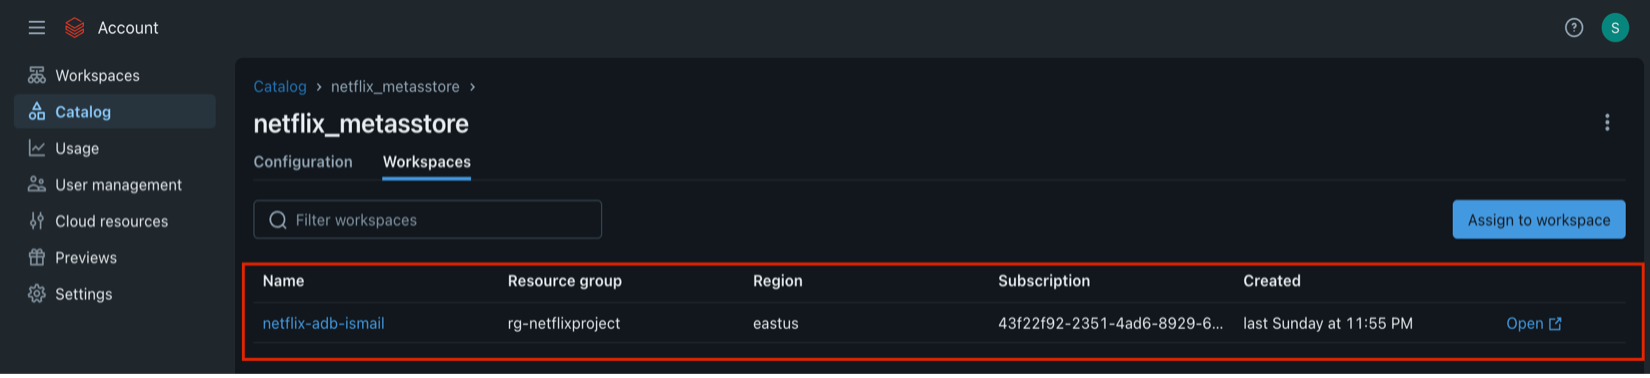 Account
S
Workspaces
Catalog
Usage
User management
Cloud resources
Previews
Settings
Catalog > netflix_metasstore >
netflix_metasstore
Configuration Workspaces
Filter workspaces
Assign to workspace
Name Resource group Region Subscription Created
netflix-adb-ismail rg-netflixproject eastus 43f22f92-2351-4ad6-8929-6... last Sunday at 11:55 PM Open